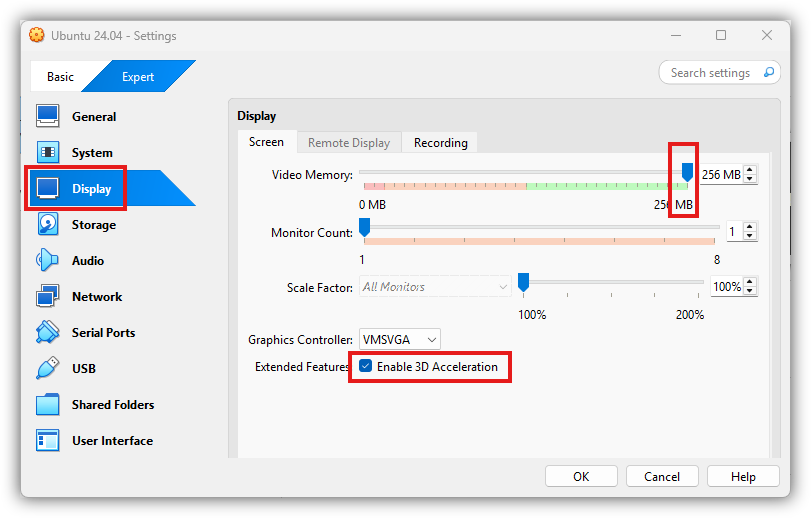 Ubuntu 24.04 - Settings
Basic Expert Search settings
General
System
Display
Storage
Audio
Network
Serial Ports
USB
Shared Folders
User Interface
Display
Screen Remote Display Recording
Video Memory: 256 MB
0 MB 256 MB
Monitor Count: 1
1 8
Scale Factor: All Monitors 100%
100% 200%
Graphics Controller: VMSVGA
Extended Features: Enable 3D Acceleration
OK Cancel Help